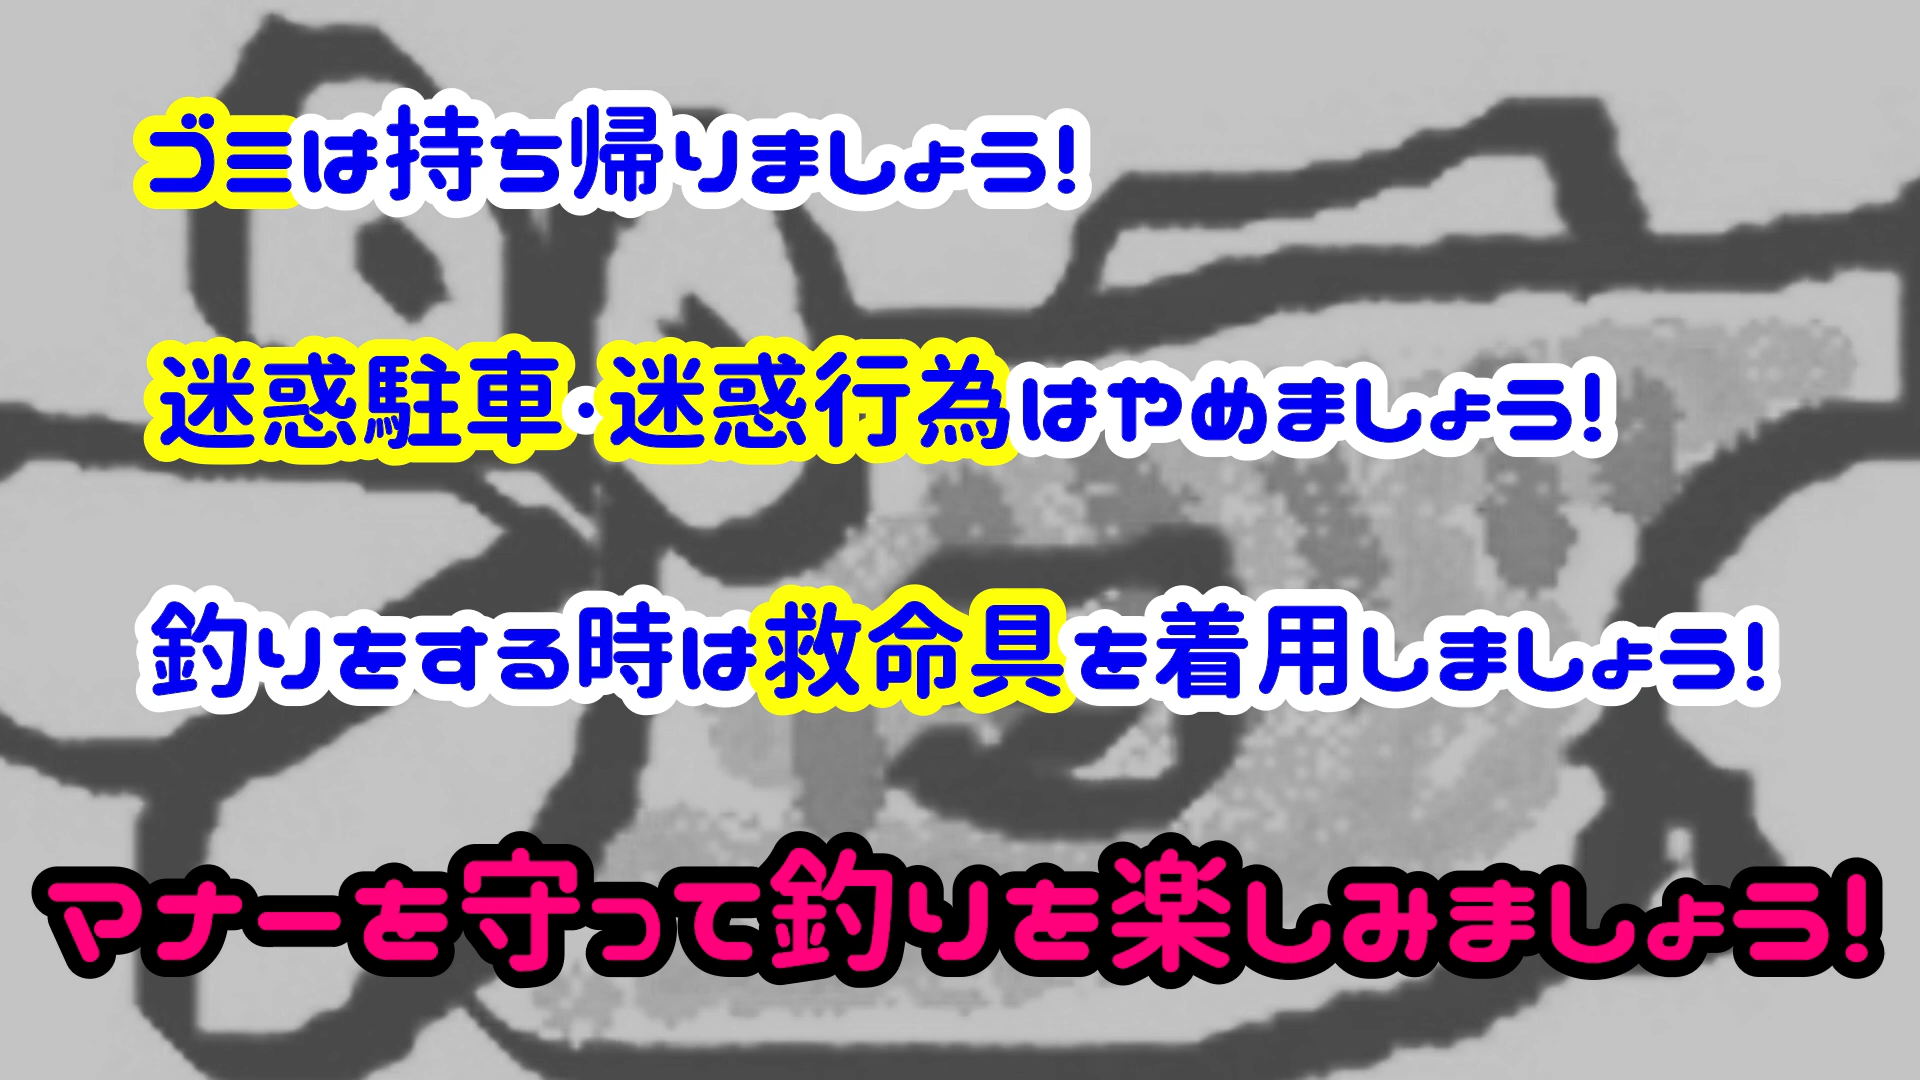 ゴミは持ち帰りましょう!
迷惑駐車・迷惑行為はやめましょう!
釣りをする時は救命具を着用しましょう!
マナーを守って釣りを楽しみましょう!